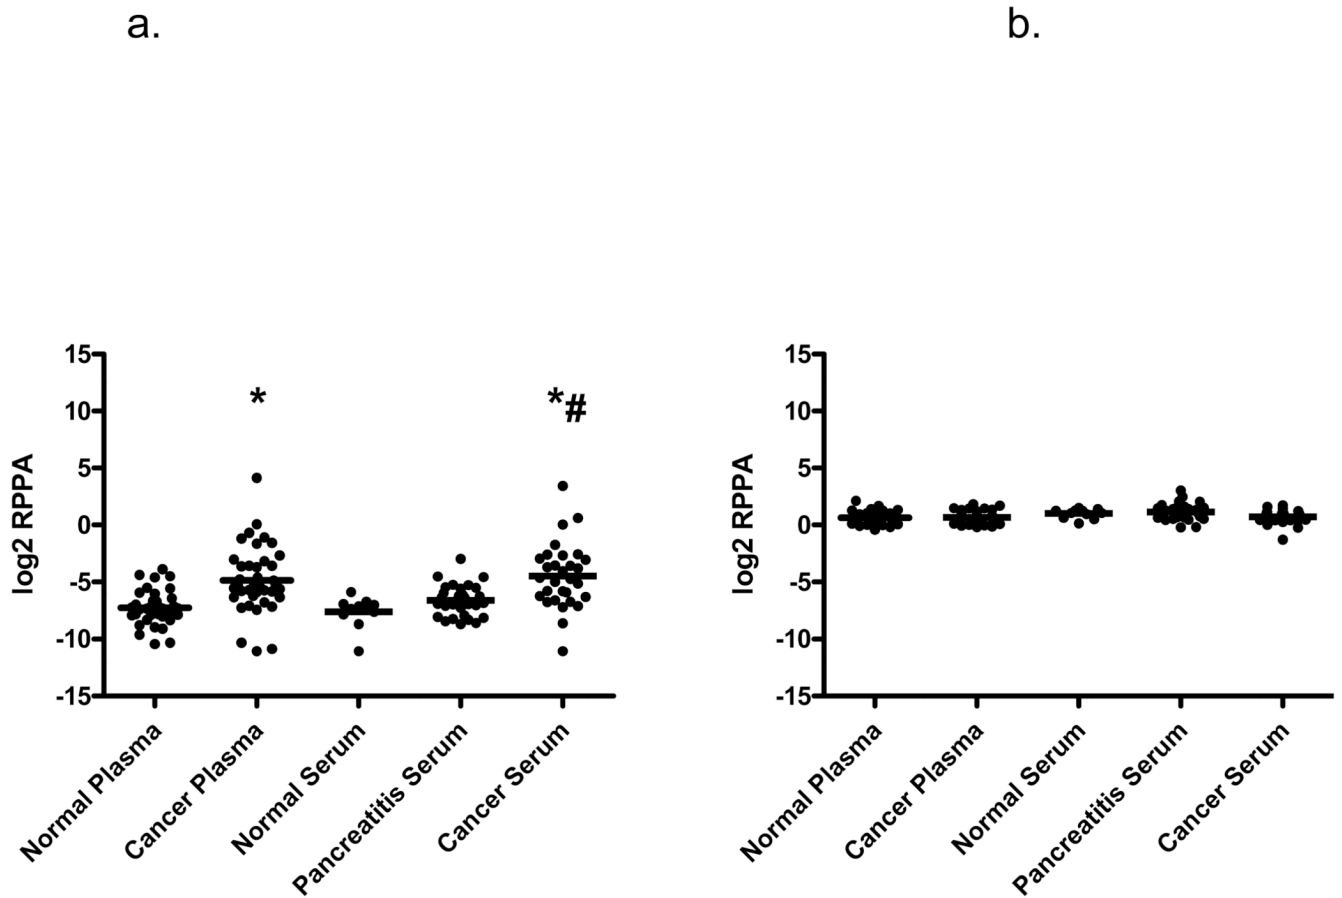 a.
b.
15
10
5
0
-5
-10
-15
log2 RPPA
*
*#
Normal Plasma
Cancer Plasma
Normal Serum
Pancreatitis Serum
Cancer Serum
15
10
5
0
-5
-10
-15
log2 RPPA
Normal Plasma
Cancer Plasma
Normal Serum
Pancreatitis Serum
Cancer Serum